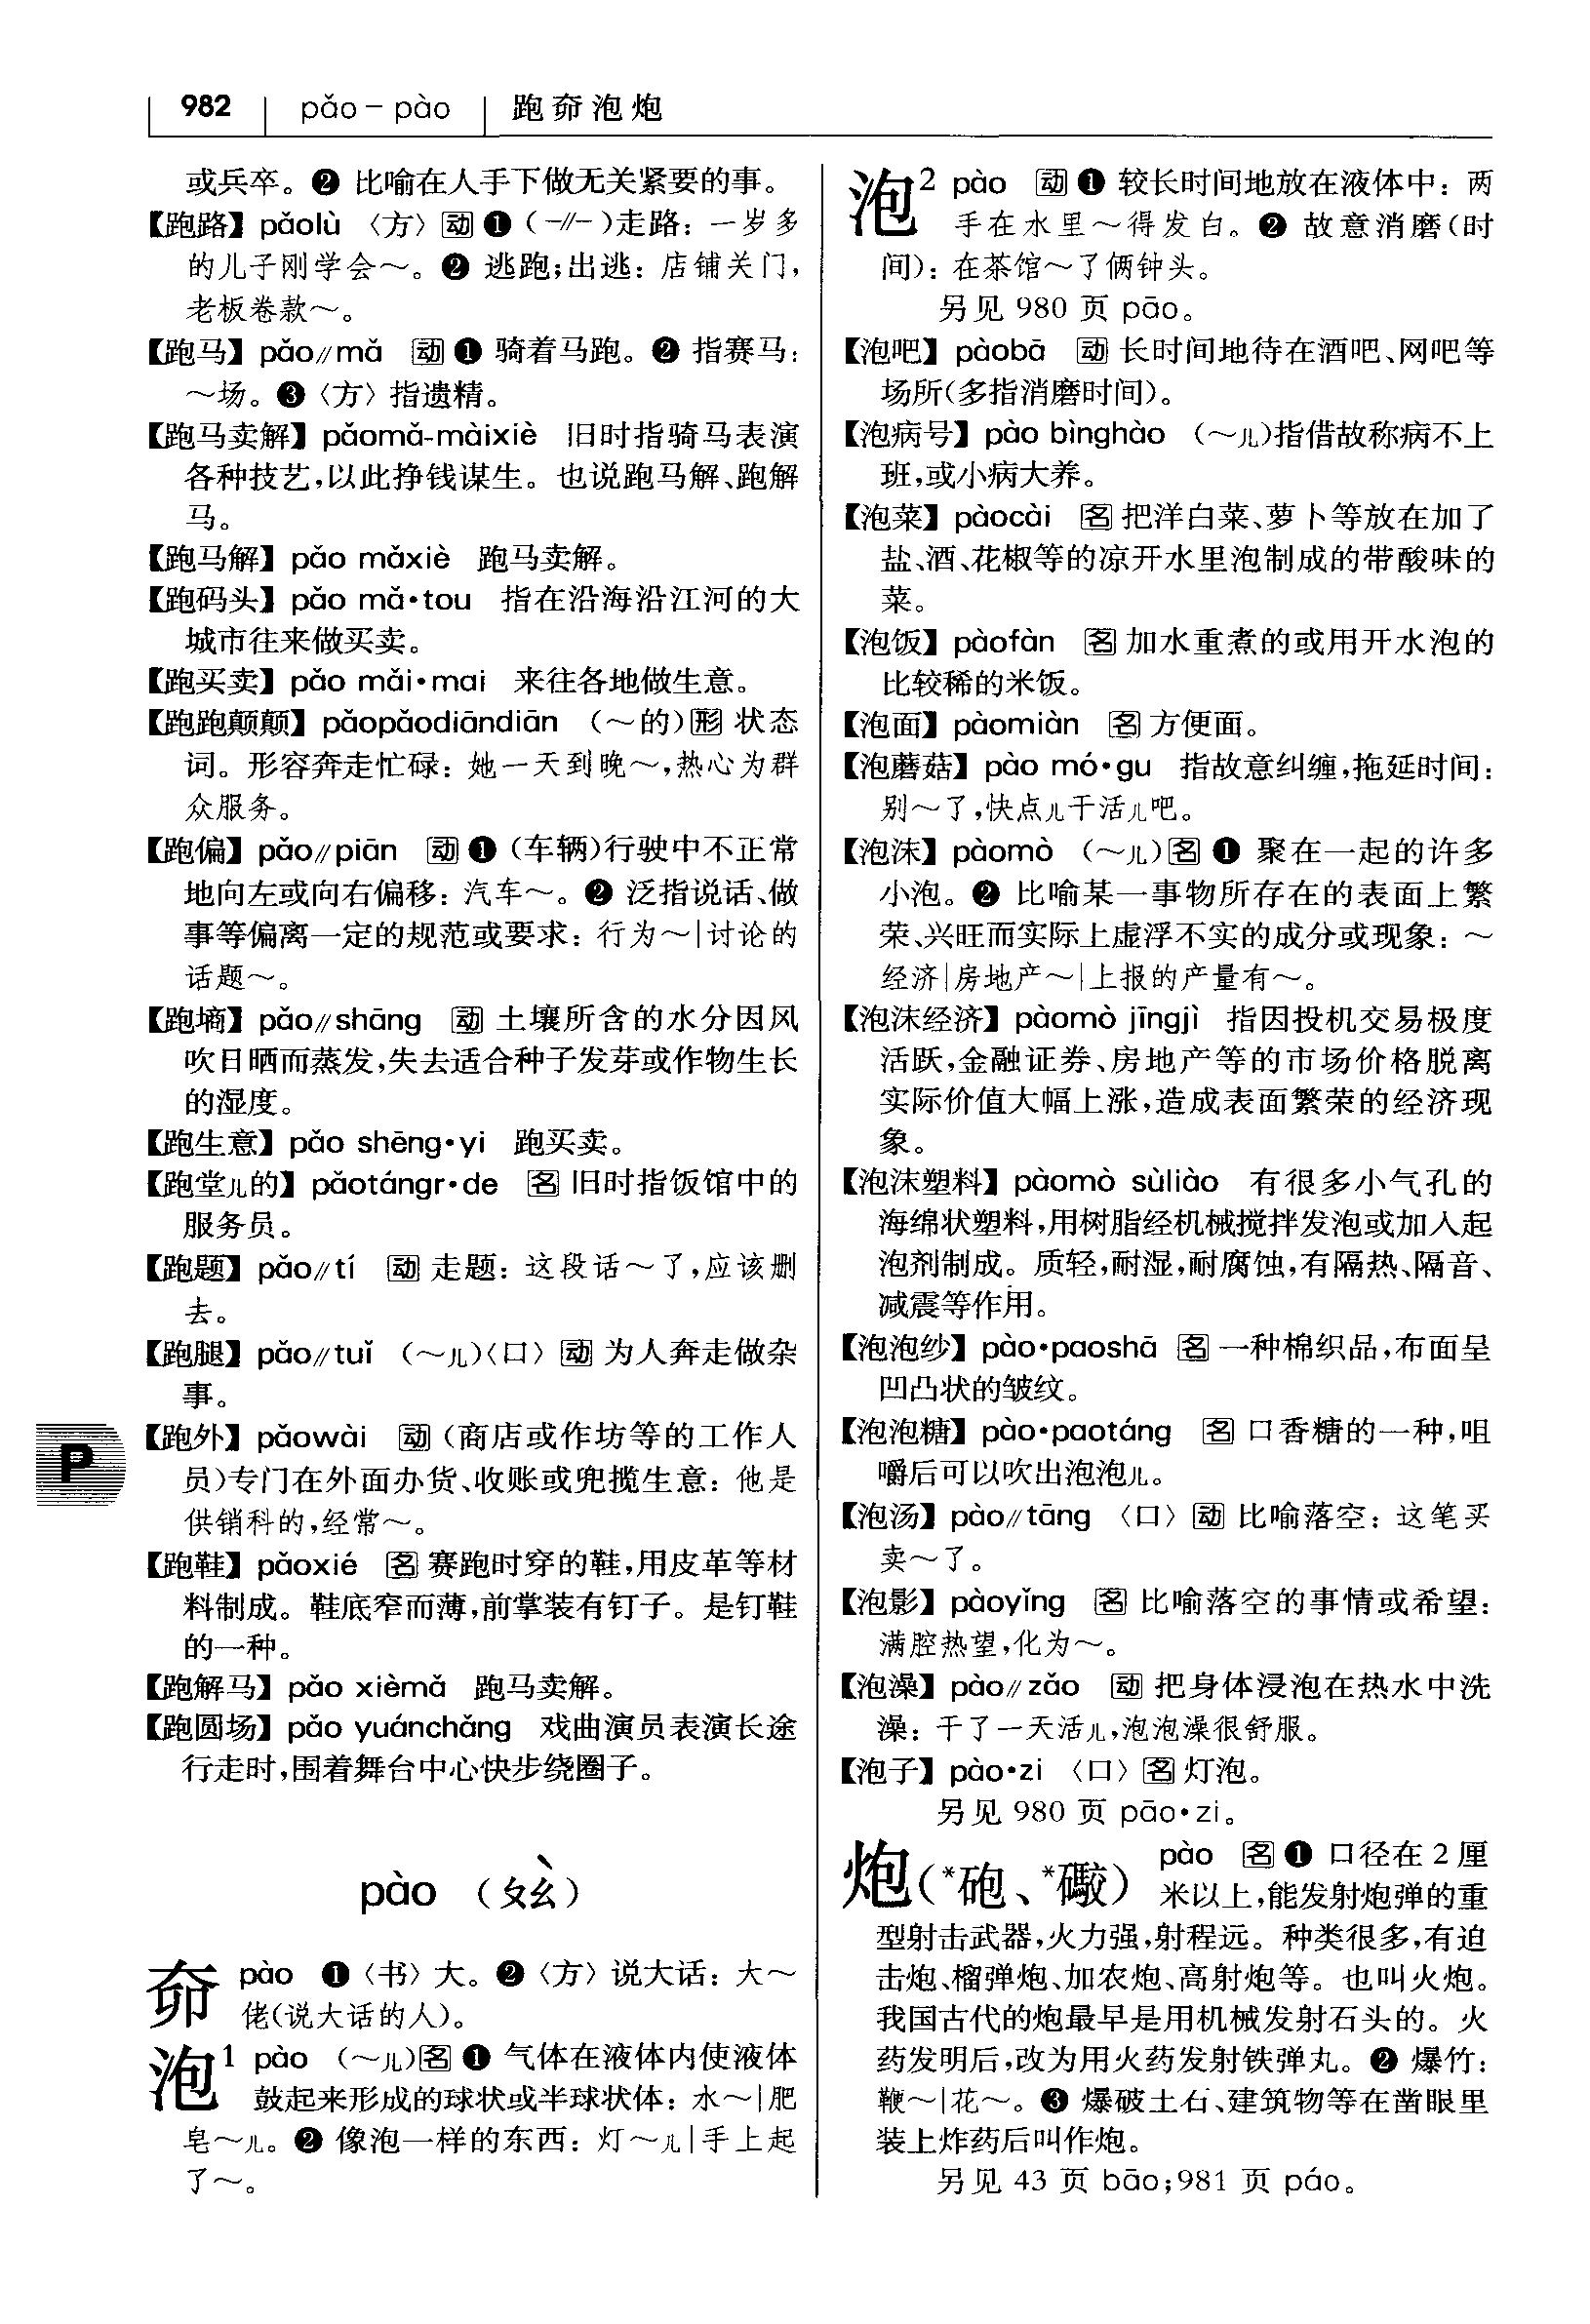 982 pǎo－pào 跑奅泡炮
或兵卒。❷ 比喻在人手下做无关紧要的事。
【跑路】pǎolù 〈方〉动❶（-//-）走路：一岁多
的儿子刚学会～。❷ 逃跑；出逃：店铺关门，
老板卷款～。
【跑马】pǎo//mǎ 动❶ 骑着马跑。❷ 指赛马：
～场。❸〈方〉指遗精。
【跑马卖解】pǎomǎ-màixiè 旧时指骑马表演
各种技艺，以此挣钱谋生。也说跑马解、跑解
马。
【跑马解】pǎo mǎxiè 跑马卖解。
【跑码头】pǎo mǎ•tou 指在沿海沿江河的大
城市往来做买卖。
【跑买卖】pǎo mǎi•mai 来往各地做生意。
【跑跑颠颠】pǎopǎodiāndiān （～的）形 状态
词。形容奔走忙碌：她一天到晚～，热心为群
众服务。
【跑偏】pǎo//piān 动❶（车辆）行驶中不正常
地向左或向右偏移：汽车～。❷ 泛指说话、做
事等偏离一定的规范或要求：行为～|讨论的
话题～。
【跑墒】pǎo//shāng 动 土壤所含的水分因风
吹日晒而蒸发，失去适合种子发芽或作物生长
的湿度。
【跑生意】pǎo shēng•yi 跑买卖。
【跑堂儿的】pǎotángr•de 名 旧时指饭馆中的
服务员。
【跑题】pǎo//tí 动 走题：这段话～了，应该删
去。
【跑腿】pǎo//tuǐ （～儿）〈口〉动 为人奔走做杂
事。
【跑外】pǎowài 动（商店或作坊等的工作人
员）专门在外面办货、收账或兜揽生意：他是
供销科的，经常～。
【跑鞋】pǎoxié 名 赛跑时穿的鞋，用皮革等材
料制成。鞋底窄而薄，前掌装有钉子。是钉鞋
的一种。
【跑解马】pǎo xièmǎ 跑马卖解。
【跑圆场】pǎo yuánchǎng 戏曲演员表演长途
行走时，围着舞台中心快步绕圈子。
pào （ㄆㄠˋ）
奅 pào ❶〈书〉大。❷〈方〉说大话：大～
佬（说大话的人）。
泡1 pào （～儿）名❶ 气体在液体内使液体
鼓起来形成的球状或半球状体：水～|肥
皂～儿。❷ 像泡一样的东西：灯～儿|手上起
了～。
P
泡2 pào 动❶ 较长时间地放在液体中：两
手在水里～得发白。❷ 故意消磨（时
间）：在茶馆～了俩钟头。
另见 980 页 pāo。
【泡吧】pàobā 动 长时间地待在酒吧、网吧等
场所（多指消磨时间）。
【泡病号】pào bìnghào （～儿）指借故称病不上
班，或小病大养。
【泡菜】pàocài 名 把洋白菜、萝卜等放在加了
盐、酒、花椒等的凉开水里泡制成的带酸味的
菜。
【泡饭】pàofàn 名 加水重煮的或用开水泡的
比较稀的米饭。
【泡面】pàomiàn 名 方便面。
【泡蘑菇】pào mó•gu 指故意纠缠，拖延时间：
别～了，快点儿干活儿吧。
【泡沫】pàomò （～儿）名❶ 聚在一起的许多
小泡。❷ 比喻某一事物所存在的表面上繁
荣、兴旺而实际上虚浮不实的成分或现象：～
经济|房地产～|上报的产量有～。
【泡沫经济】pàomò jīngjì 指因投机交易极度
活跃，金融证券、房地产等的市场价格脱离
实际价值大幅上涨，造成表面繁荣的经济现
象。
【泡沫塑料】pàomò sùliào 有很多小气孔的
海绵状塑料，用树脂经机械搅拌发泡或加入起
泡剂制成。质轻，耐湿，耐腐蚀，有隔热、隔音、
减震等作用。
【泡泡纱】pào•paoshā 名 一种棉织品，布面呈
凹凸状的皱纹。
【泡泡糖】pào•paotáng 名 口香糖的一种，咀
嚼后可以吹出泡泡儿。
【泡汤】pào//tāng 〈口〉动 比喻落空：这笔买
卖～了。
【泡影】pàoyǐng 名 比喻落空的事情或希望：
满腔热望，化为～。
【泡澡】pào//zǎo 动 把身体浸泡在热水中洗
澡：干了一天活儿，泡泡澡很舒服。
【泡子】pào•zi 〈口〉名 灯泡。
另见 980 页 pāo•zi。
炮（*砲、*礮） pào 名❶ 口径在 2 厘
米以上，能发射炮弹的重
型射击武器，火力强，射程远。种类很多，有迫
击炮、榴弹炮、加农炮、高射炮等。也叫火炮。
我国古代的炮最早是用机械发射石头的。火
药发明后，改为用火药发射铁弹丸。❷ 爆竹：
鞭～|花～。❸ 爆破土石、建筑物等在凿眼里
装上炸药后叫作炮。
另见 43 页 bāo；981 页 páo。